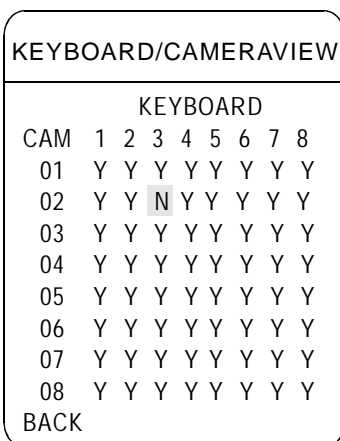 KEYBOARD/CAMERAVIEW
KEYBOARD
CAM 1 2 3 4 5 6 7 8
01 Y Y Y Y Y Y Y Y
02 Y Y N Y Y Y Y Y
03 Y Y Y Y Y Y Y Y
04 Y Y Y Y Y Y Y Y
05 Y Y Y Y Y Y Y Y
06 Y Y Y Y Y Y Y Y
07 Y Y Y Y Y Y Y Y
08 Y Y Y Y Y Y Y Y
BACK